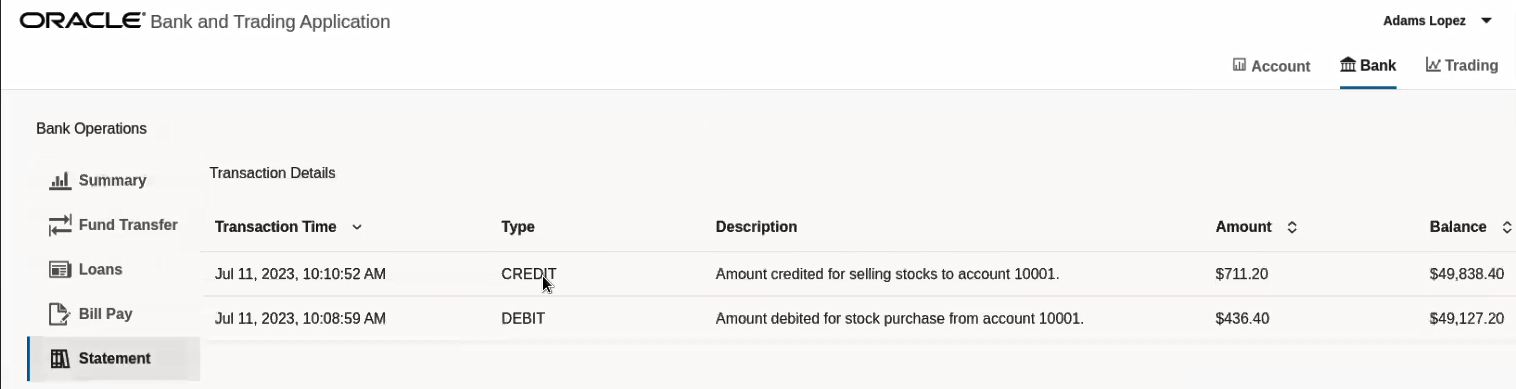 ORACLE® Bank and Trading Application
Adams Lopez
Account Bank Trading
Bank Operations
Summary
Fund Transfer
Loans
Bill Pay
Statement
Transaction Details
Transaction Time Type Description Amount Balance
Jul 11, 2023, 10:10:52 AM CREDIT Amount credited for selling stocks to account 10001. $711.20 $49,838.40
Jul 11, 2023, 10:08:59 AM DEBIT Amount debited for stock purchase from account 10001. $436.40 $49,127.20